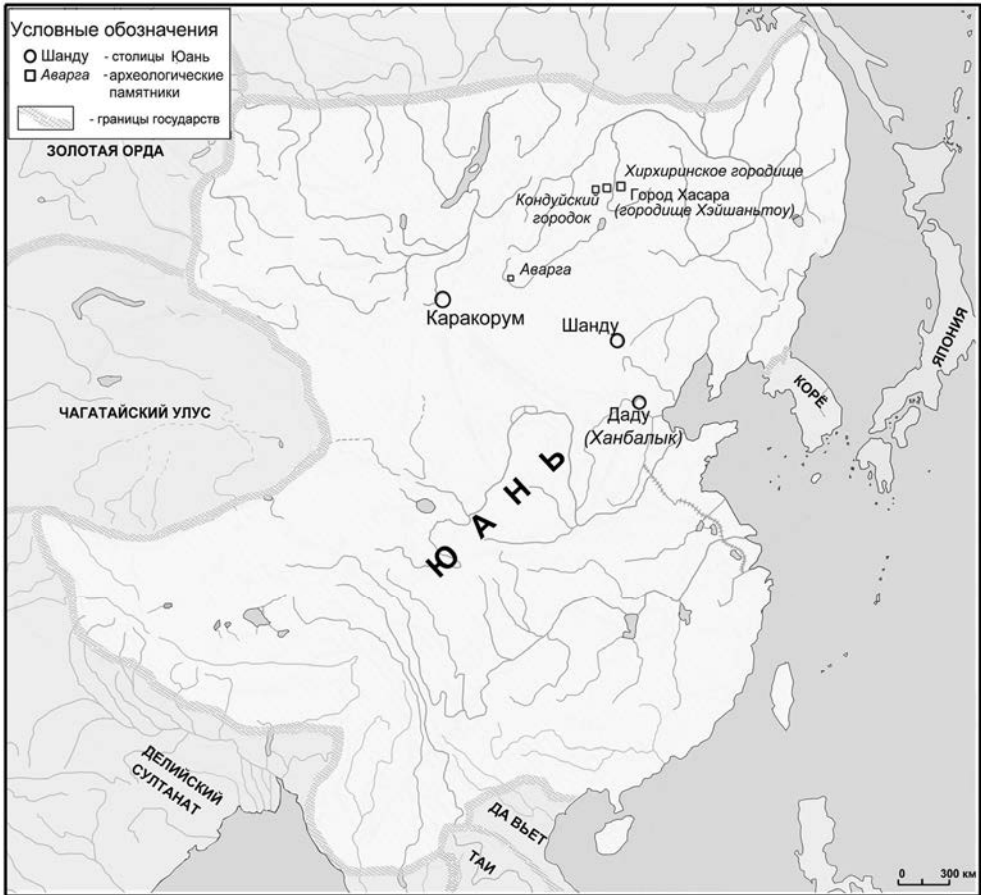 Условные обозначения
Шанду - столицы Юань
Аварга - археологические
памятники
- границы государств
ЗОЛОТАЯ ОРДА
Хирхиринское городище
Кондуйский
городок
Город Хасара
(городище Хэйшаньтоу)
Аварга
Каракорум
Шанду
ЯПОНИЯ
КОРЁ
ЧАГАТАЙСКИЙ УЛУС
Даду
(Ханбалык)
ЮАНЬ
ДЕЛИЙСКИЙ
СУЛТАНАТ
ДА ВЬЕТ
ТАИ
0 300 км